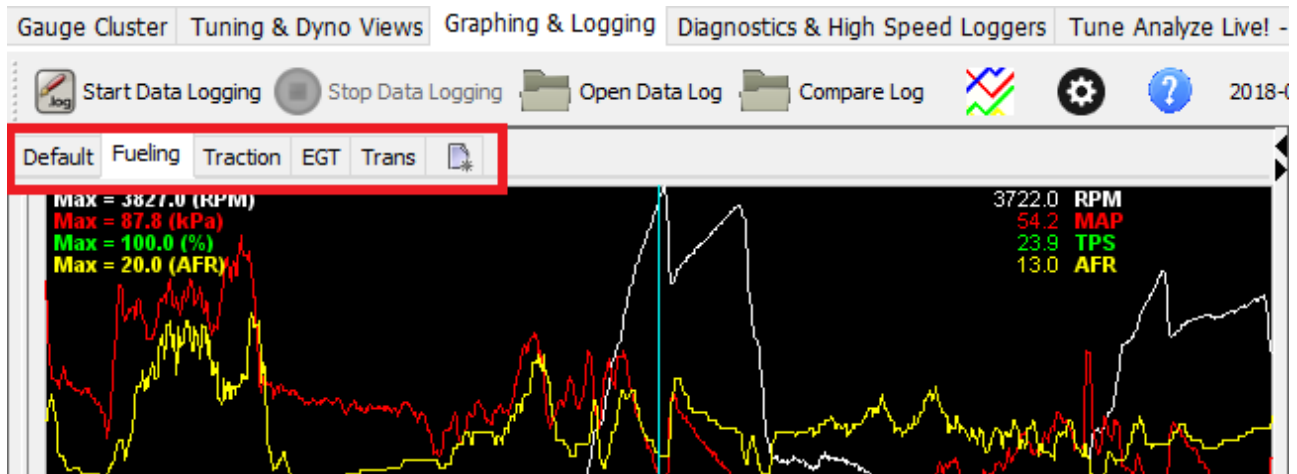 Gauge Cluster Tuning & Dyno Views Graphing & Logging Diagnostics & High Speed Loggers Tune Analyze Live! -
.log Start Data Logging Stop Data Logging Open Data Log Compare Log ? 2018-0
Default Fueling Traction EGT Trans
Max = 3827.0 (RPM) 3722.0 RPM
Max = 87.8 (kPa) 54.2 MAP
Max = 100.0 (%) 23.9 TPS
Max = 20.0 (AFR) 13.0 AFR